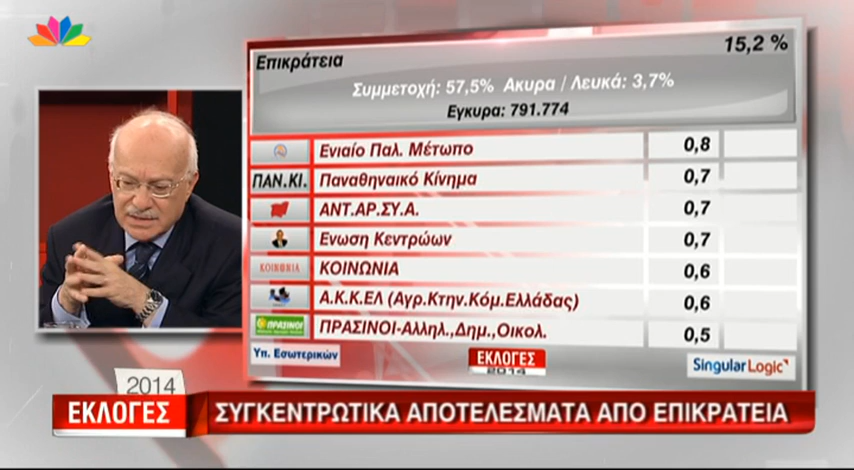 Επικράτεια
15,2 %
Συμμετοχή: 57,5% Ακυρα / Λευκά: 3,7%
Εγκυρα: 791.774
Ενιαίο Παλ. Μέτωπο 0,8
ΠΑΝ.ΚΙ. Παναθηναικό Κίνημα 0,7
ΑΝΤ.ΑΡ.ΣΥ.Α. 0,7
Ενωση Κεντρώων 0,7
ΚΟΙΝΩΝΙΑ ΚΟΙΝΩΝΙΑ 0,6
Α.Κ.Κ.ΕΛ (Αγρ.Κτην.Κόμ.Ελλάδας) 0,6
ΠΡΑΣΙΝΟΙ ΠΡΑΣΙΝΟΙ-Αλληλ.,Δημ.,Οικολ. 0,5
Υπ. Εσωτερικών
ΕΚΛΟΓΕΣ
2014
SingularLogic
2014
ΕΚΛΟΓΕΣ
ΣΥΓΚΕΝΤΡΩΤΙΚΑ ΑΠΟΤΕΛΕΣΜΑΤΑ ΑΠΟ ΕΠΙΚΡΑΤΕΙΑ